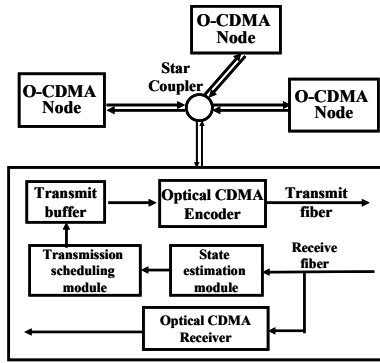 O-CDMA
Node
Star
Coupler
O-CDMA
Node
O-CDMA
Node
Transmit
buffer
Optical CDMA
Encoder
Transmit
fiber
Transmission
scheduling
module
State
estimation
module
Receive
fiber
Optical CDMA
Receiver